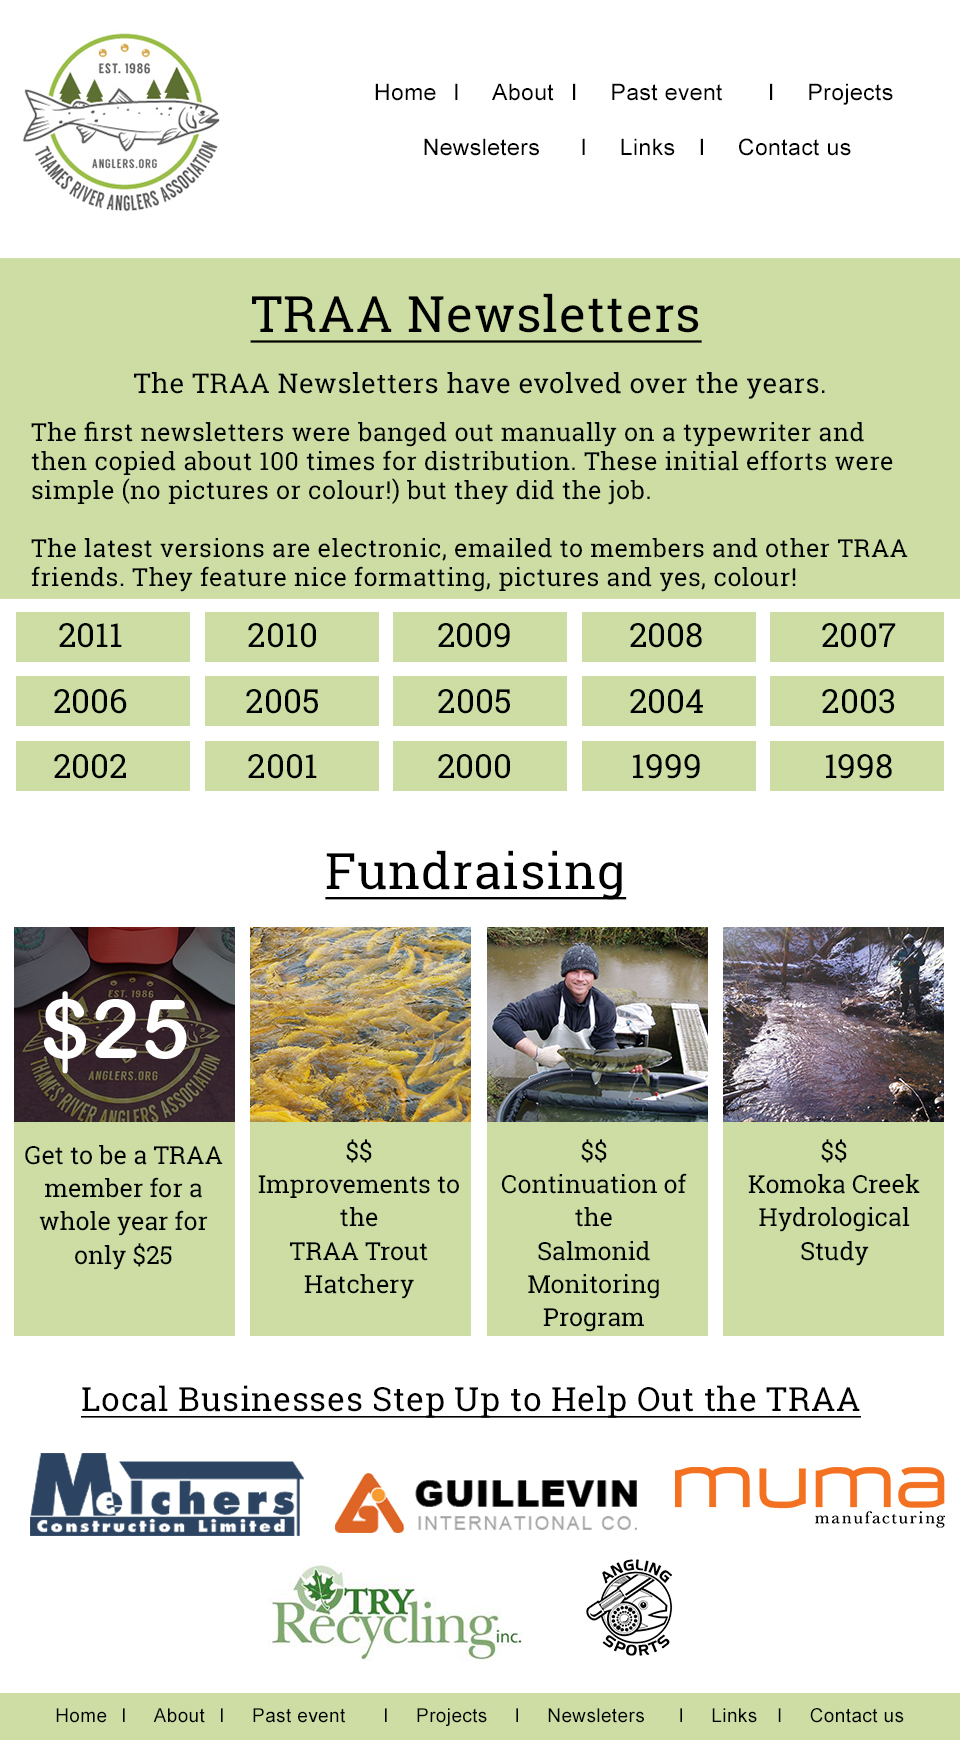 EST. 1986
ANGLERS.ORG
THAMES RIVER ANGLERS ASSOCIATION
Home I About I Past event I Projects
Newsleters I Links I Contact us
TRAA Newsletters
The TRAA Newsletters have evolved over the years.
The first newsletters were banged out manually on a typewriter and
then copied about 100 times for distribution. These initial efforts were
simple (no pictures or colour!) but they did the job.
The latest versions are electronic, emailed to members and other TRAA
friends. They feature nice formatting, pictures and yes, colour!
2011 2010 2009 2008 2007
2006 2005 2005 2004 2003
2002 2001 2000 1999 1998
Fundraising
EST. 1986
$25
ANGLERS.ORG
THAMES RIVER ANGLERS ASSOCIATION
Get to be a TRAA
member for a
whole year for
only $25
$$
Improvements to
the
TRAA Trout
Hatchery
$$
Continuation of
the
Salmonid
Monitoring
Program
$$
Komoka Creek
Hydrological
Study
Local Businesses Step Up to Help Out the TRAA
Melchers
Construction Limited
GUILLEVIN
INTERNATIONAL CO.
muma
manufacturing
TRY
Recycling inc.
ANGLING
SPORTS
Home I About I Past event I Projects I Newsleters I Links I Contact us